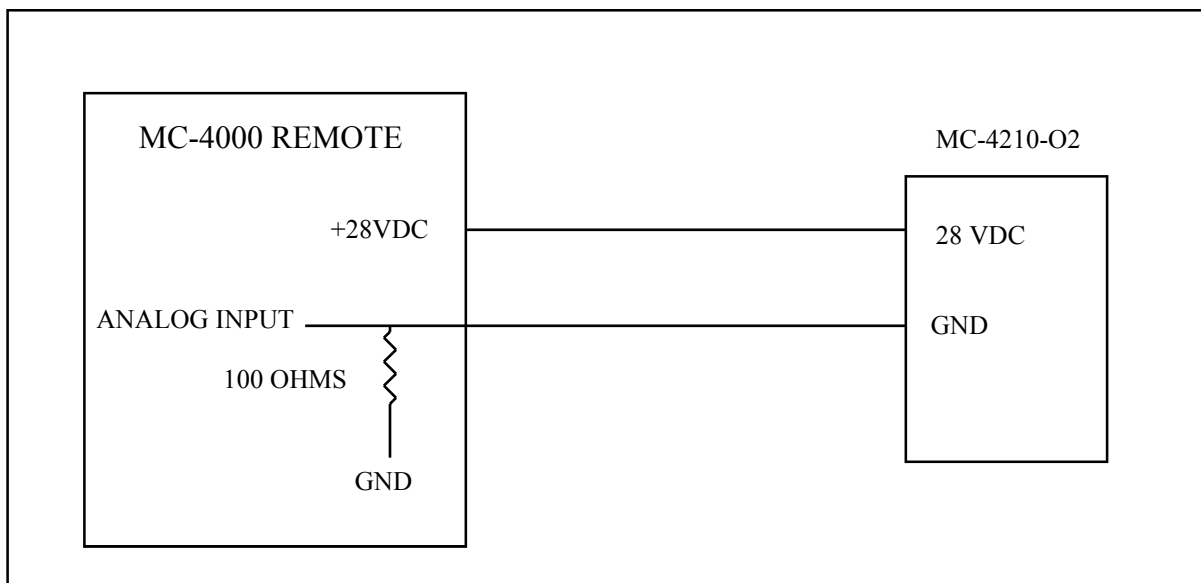 MC-4000 REMOTE
MC-4210-O2
+28VDC
28 VDC
ANALOG INPUT
GND
100 OHMS
GND